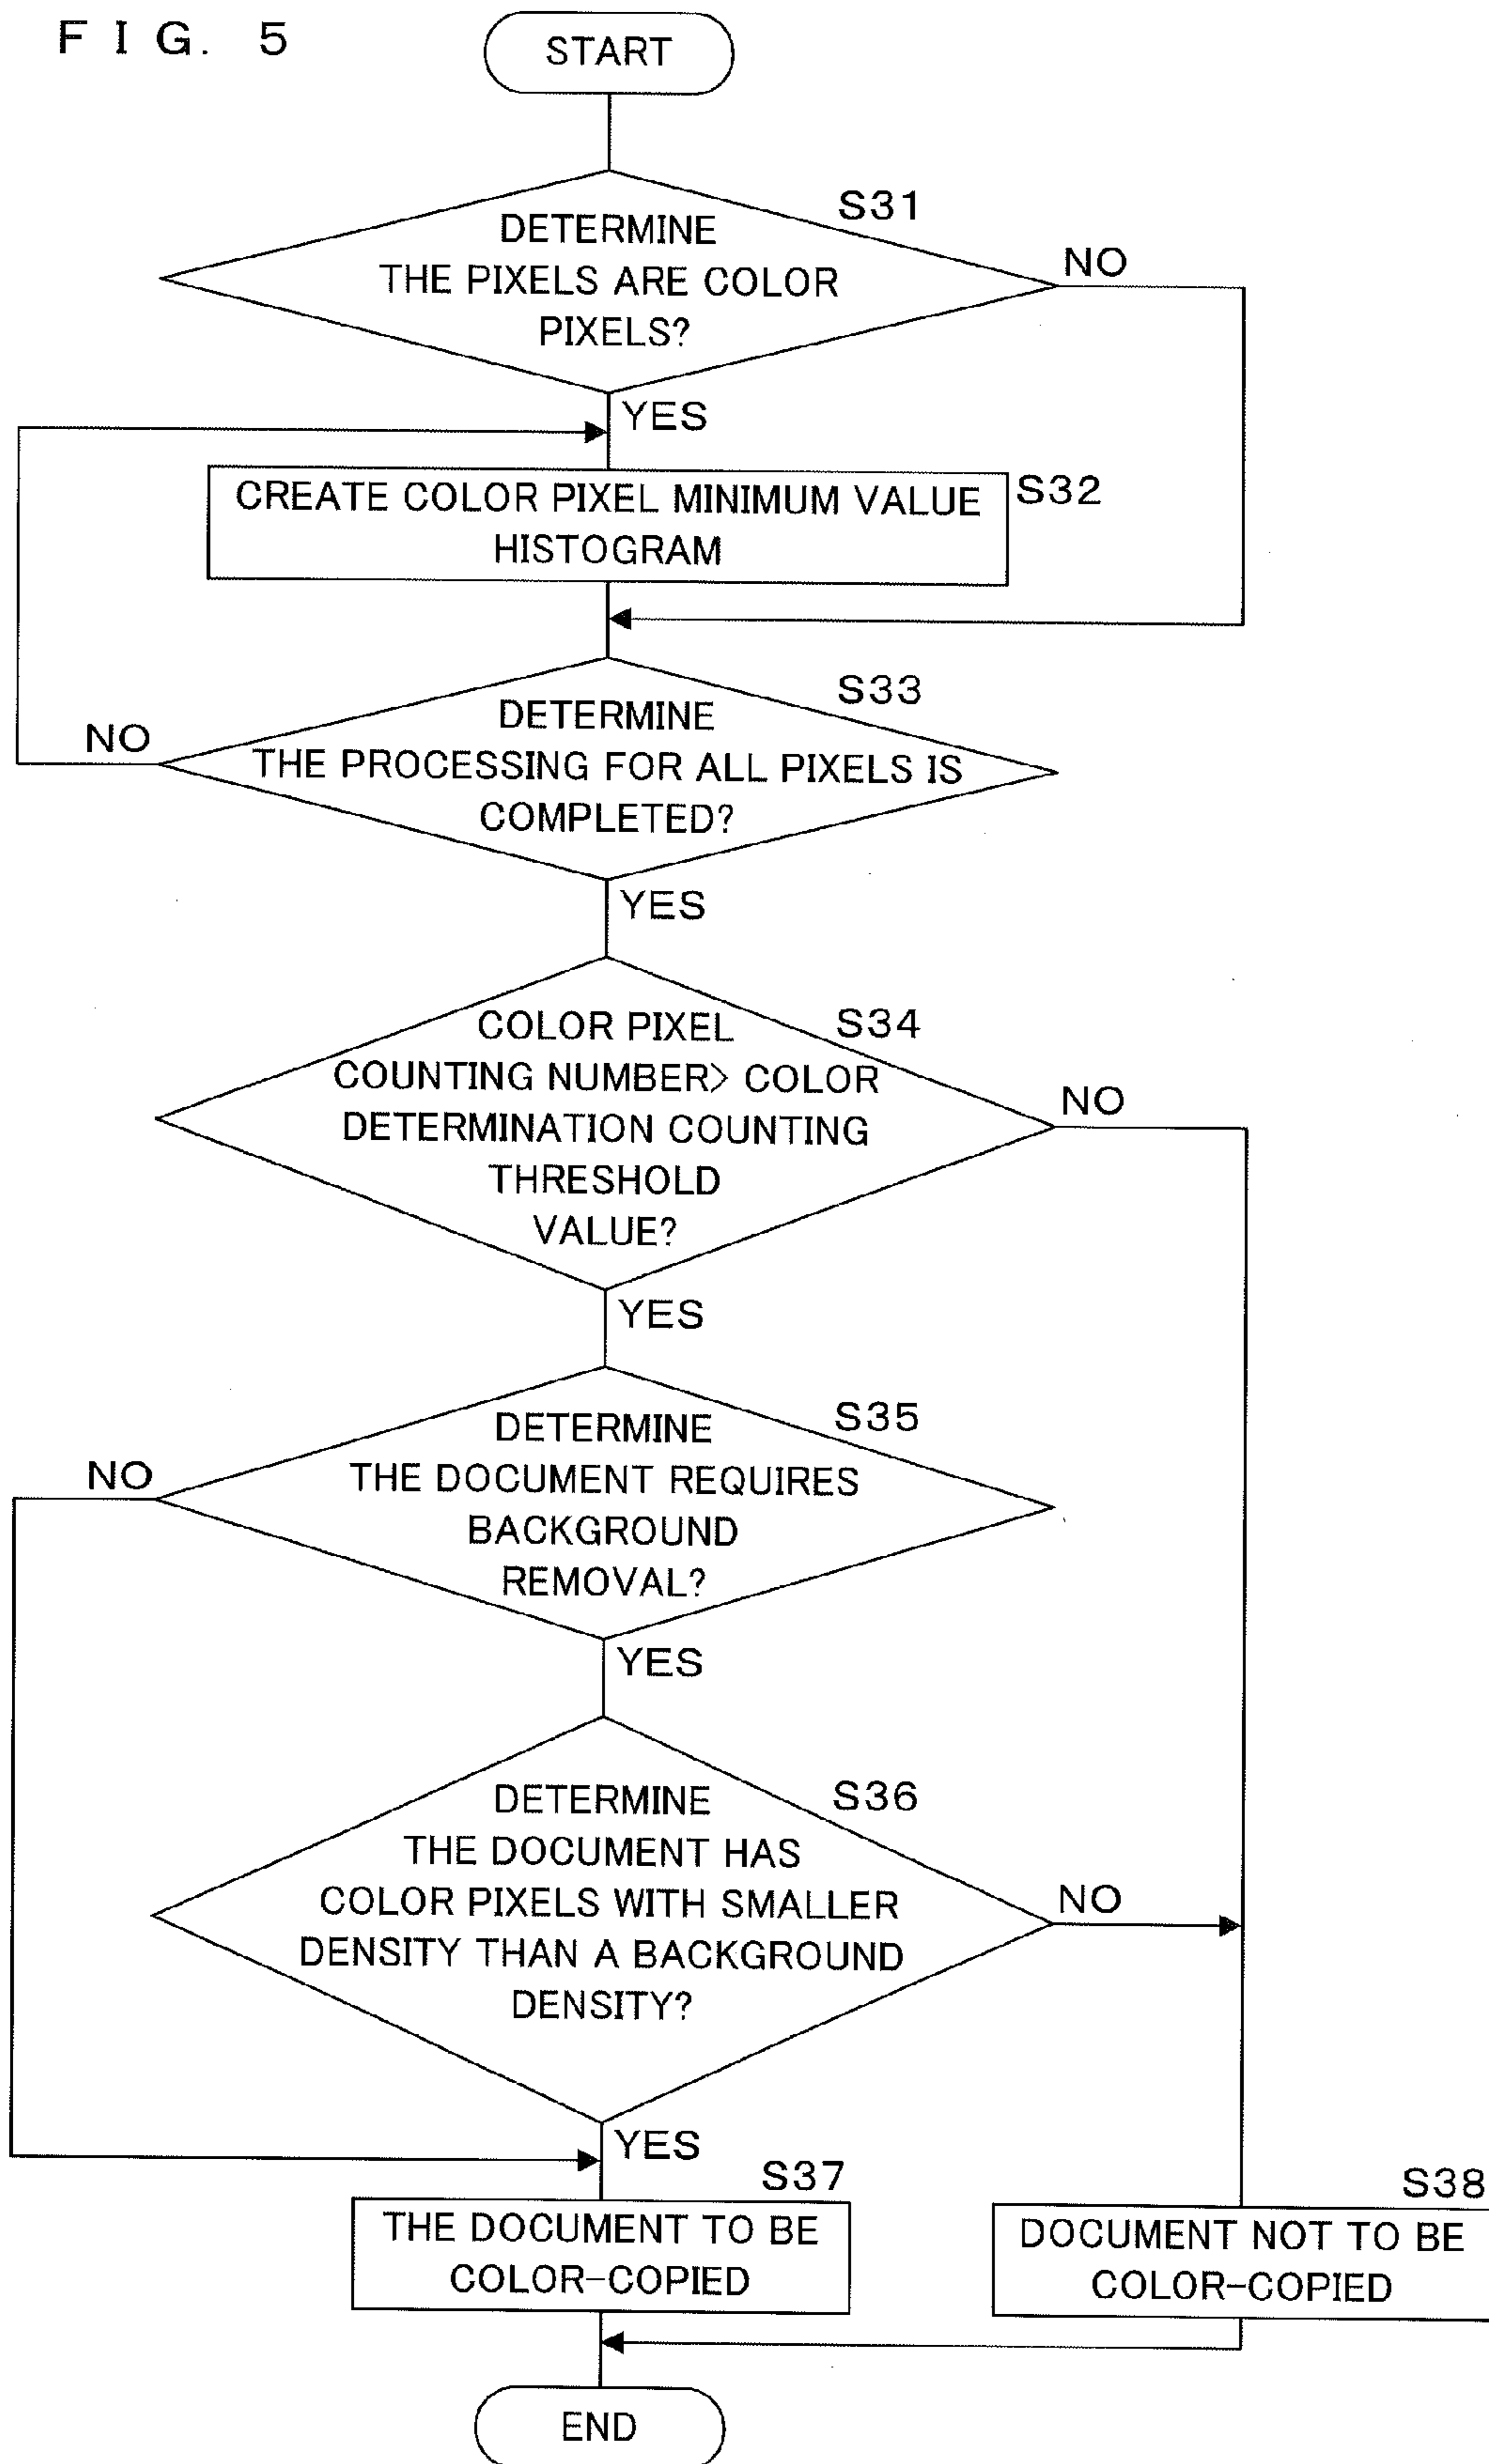 FIG. 5
START
S31
DETERMINE
THE PIXELS ARE COLOR
PIXELS?
NO
YES
CREATE COLOR PIXEL MINIMUM VALUE
HISTOGRAM
S32
S33
DETERMINE
THE PROCESSING FOR ALL PIXELS IS
COMPLETED?
NO
YES
S34
COLOR PIXEL
COUNTING NUMBER> COLOR
DETERMINATION COUNTING
THRESHOLD
VALUE?
NO
YES
S35
DETERMINE
THE DOCUMENT REQUIRES
BACKGROUND
REMOVAL?
NO
YES
S36
DETERMINE
THE DOCUMENT HAS
COLOR PIXELS WITH SMALLER
DENSITY THAN A BACKGROUND
DENSITY?
NO
YES
S37
THE DOCUMENT TO BE
COLOR-COPIED
S38
DOCUMENT NOT TO BE
COLOR-COPIED
END